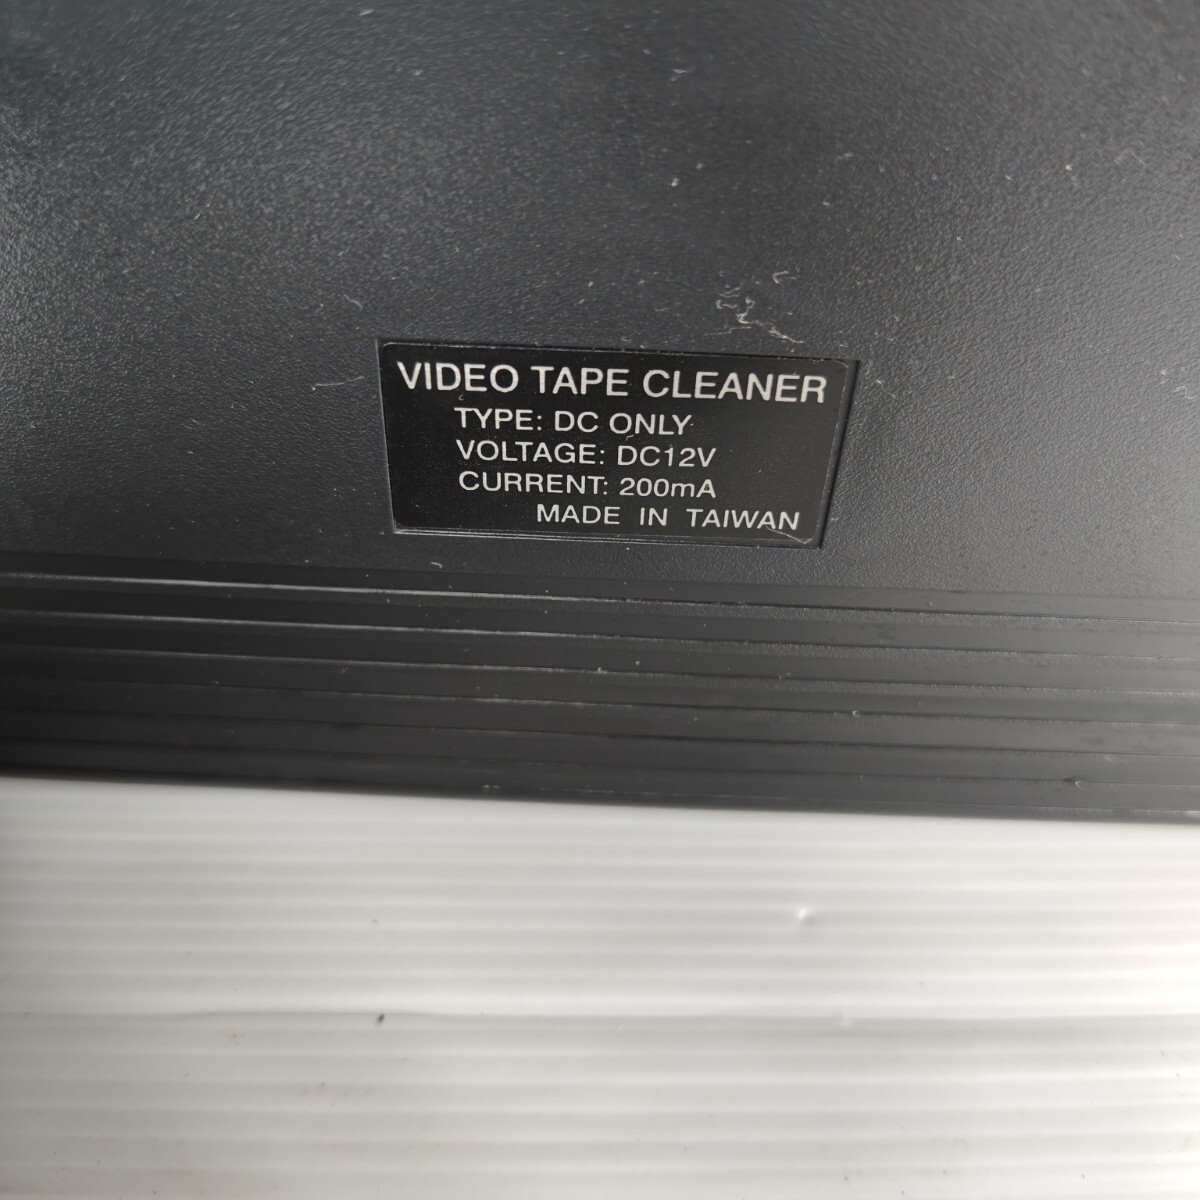 VIDEO TAPE CLEANER
TYPE: DC ONLY
VOLTAGE: DC12V
CURRENT: 200mA
MADE IN TAIWAN